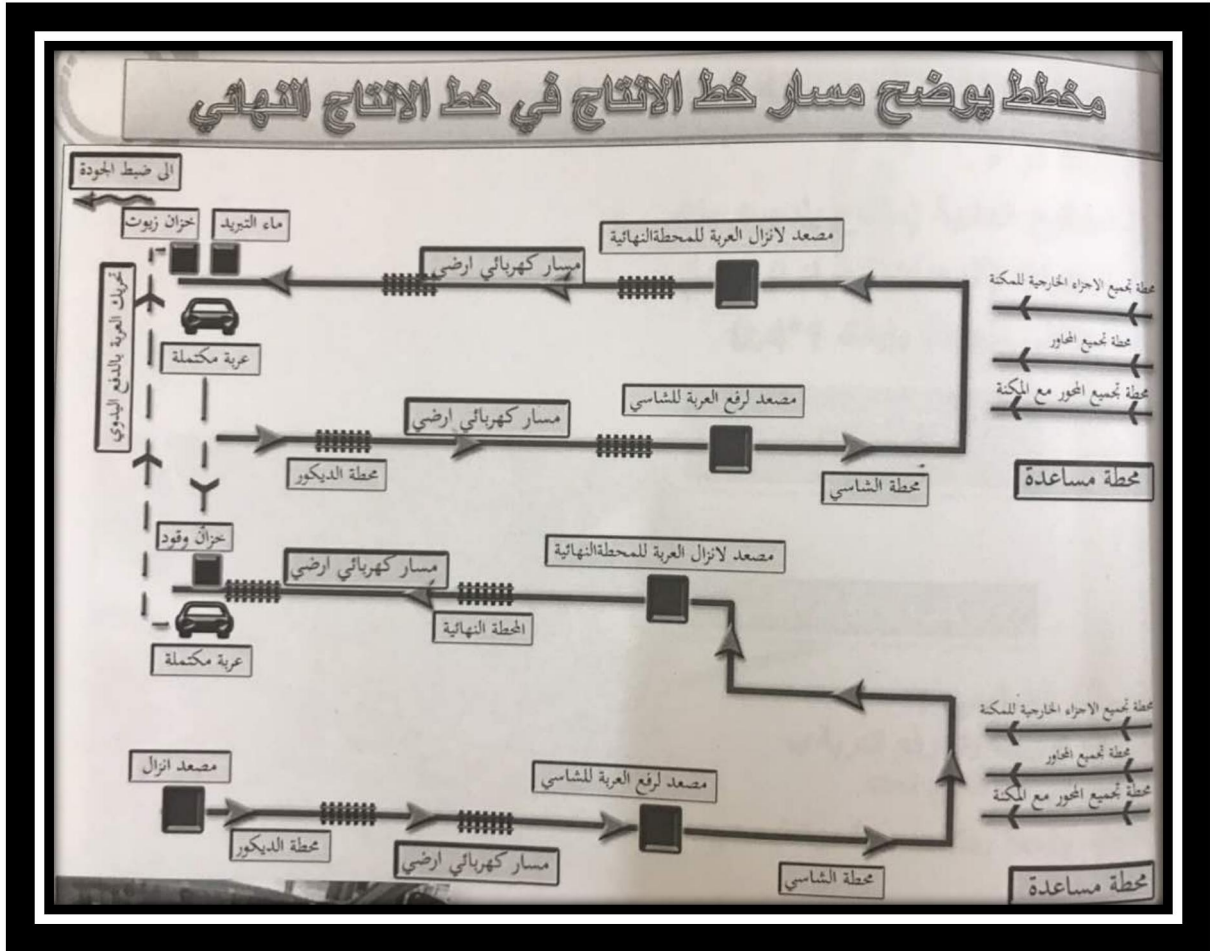 مخطط يوضح مسار خط الانتاج في خط الانتاج النهائي
الى ضبط الجودة
ماء التبريد
خزان زيوت
مصعد لانزال العربة للمحطةالنهائية
مسار كهربائي ارضي
محطة تجميع الاجزاء الخارجية للمكنة
محطة تجميع المحاور
محطة تجميع المحور مع المكنة
محطة مساعدة
تحريك العربة بالدفع اليدوي
عربة مكتملة
مصعد لرفع العربة للشاسي
مسار كهربائي ارضي
محطة الديكور
محطة الشاسي
خزان وقود
مصعد لانزال العربة للمحطةالنهائية
مسار كهربائي ارضي
المحطة النهائية
عربة مكتملة
محطة تجميع الاجزاء الخارجية للمكنة
محطة تجميع المحاور
محطة تجميع المحور مع المكنة
محطة مساعدة
مصعد انزال
مصعد لرفع العربة للشاسي
محطة الديكور
مسار كهربائي ارضي
محطة الشاسي